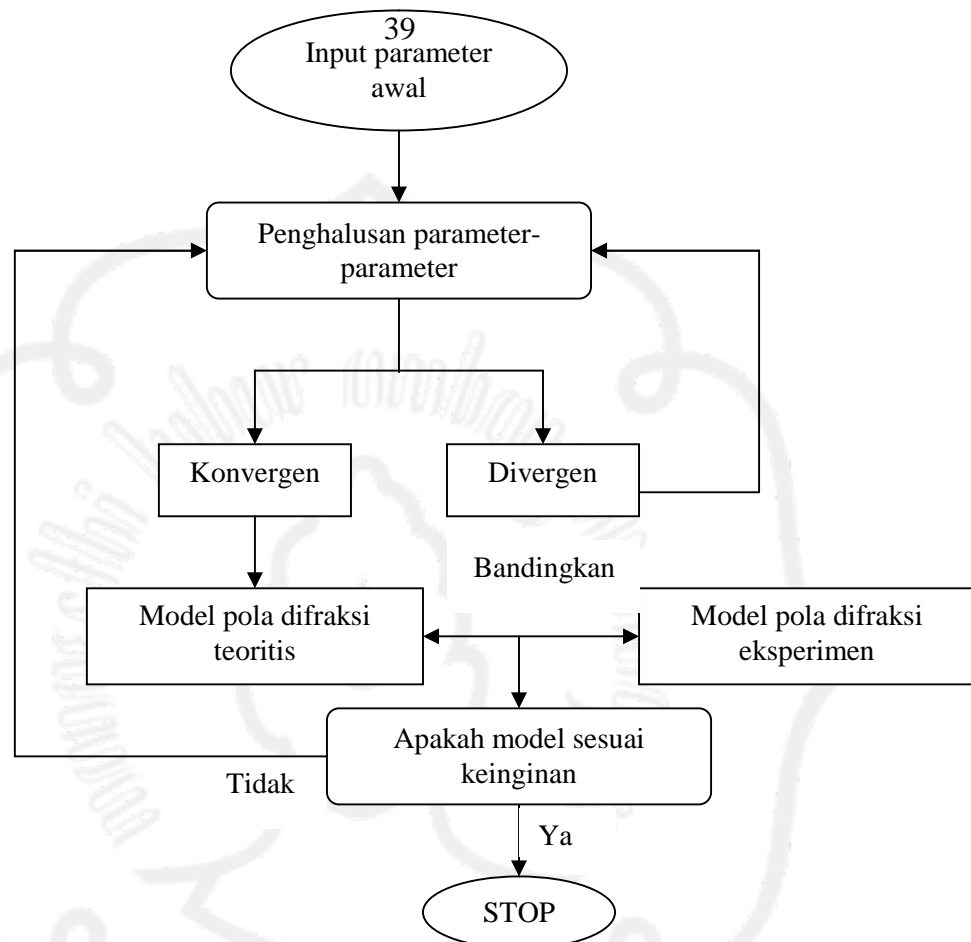 39
Input parameter
awal
Penghalusan parameter-
parameter
Konvergen
Divergen
Bandingkan
Model pola difraksi
teoritis
Model pola difraksi
eksperimen
Apakah model sesuai
keinginan
Tidak
Ya
STOP